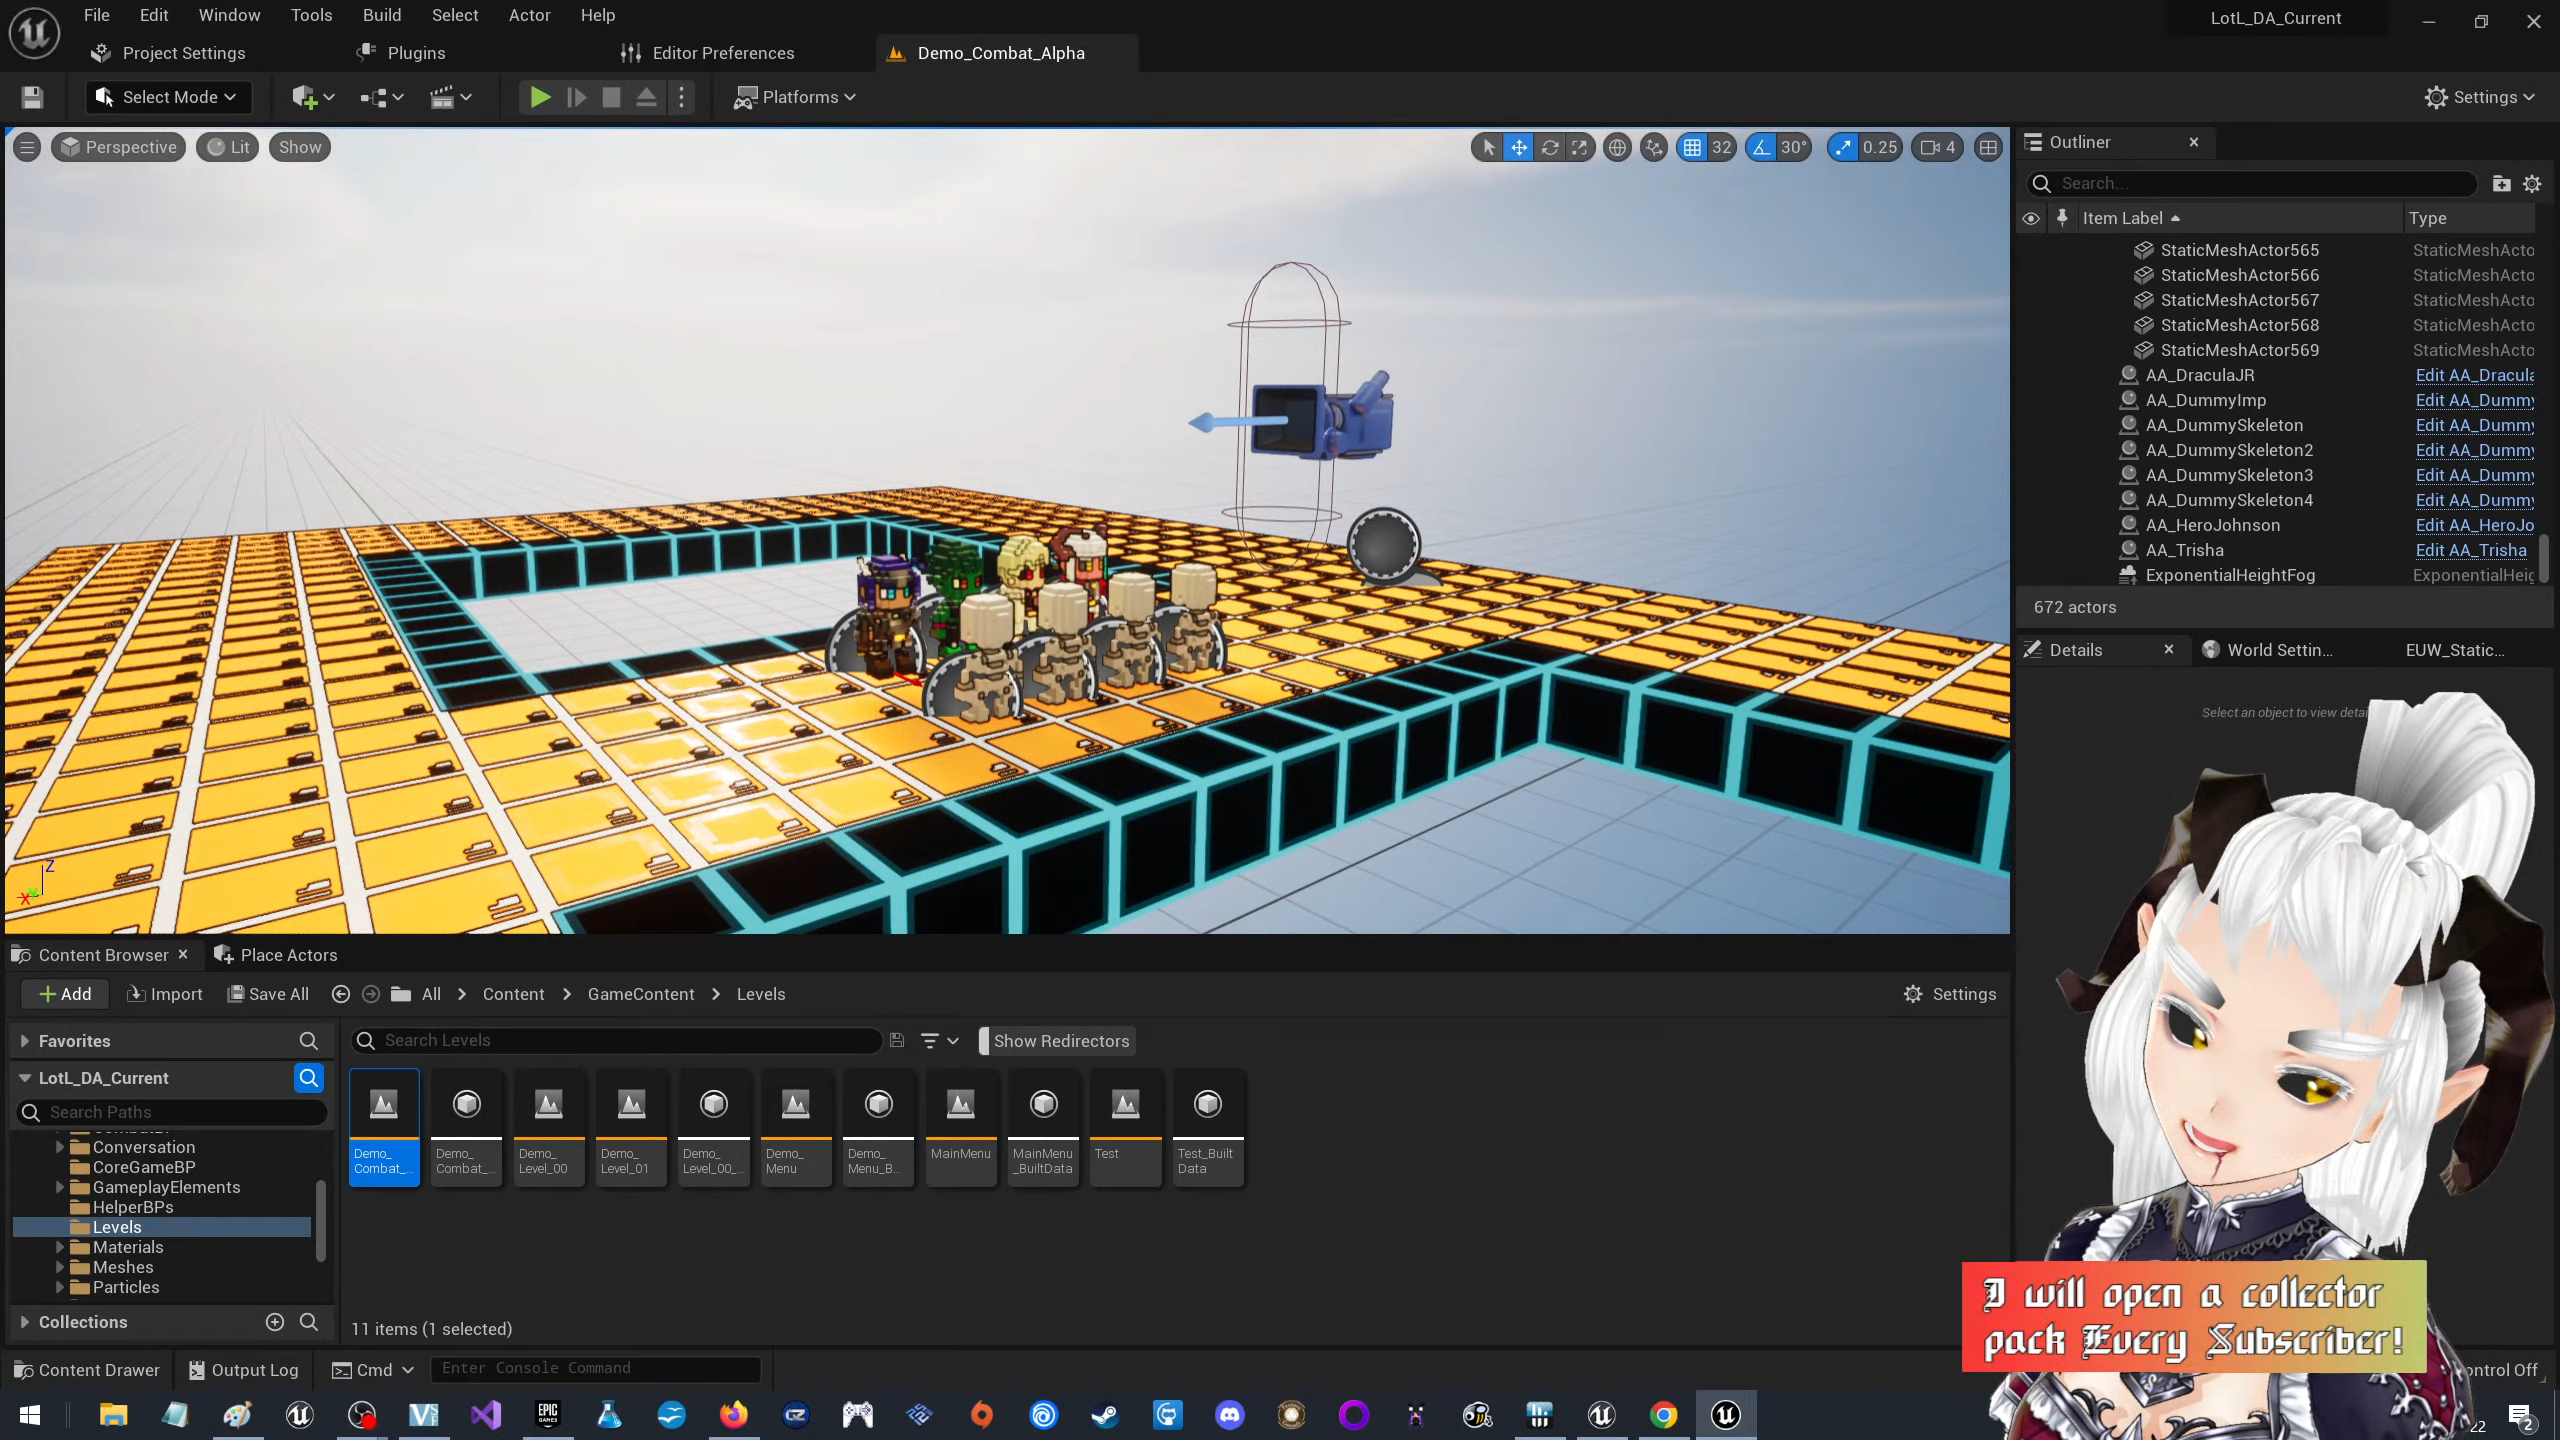 File Edit Window Tools Build Select Actor Help
LotL_DA_Current
Project Settings Plugins Editor Preferences Demo_Combat_Alpha
Select Mode Platforms Settings
Perspective Lit Show 32 30° 0.25 4
Outliner
Search...
Item Label Type
StaticMeshActor565 StaticMeshActo
StaticMeshActor566 StaticMeshActo
StaticMeshActor567 StaticMeshActo
StaticMeshActor568 StaticMeshActo
StaticMeshActor569 StaticMeshActo
AA_DraculaJR Edit AA_Dracula
AA_DummyImp Edit AA_Dummy
AA_DummySkeleton Edit AA_Dummy
AA_DummySkeleton2 Edit AA_Dummy
AA_DummySkeleton3 Edit AA_Dummy
AA_DummySkeleton4 Edit AA_Dummy
AA_HeroJohnson Edit AA_HeroJo
AA_Trisha Edit AA_Trisha
ExponentialHeightFog ExponentialHeig
672 actors
Details World Settin... EUW_Static...
Select an object to view detai
Z
X Y
Content Browser Place Actors
Add Import Save All All Content GameContent Levels Settings
Favorites
Search Levels Show Redirectors
LotL_DA_Current
Search Paths
Conversation
CoreGameBP
GameplayElements
HelperBPs
Levels
Materials
Meshes
Particles
Collections
Demo_
Combat_...
Demo_
Combat_...
Demo_
Level_00
Demo_
Level_01
Demo_
Level_00_...
Demo_
Menu
Demo_
Menu_B...
MainMenu
MainMenu
_BuiltData
Test
Test_Built
Data
11 items (1 selected)
I will open a collector
pack Every Subscriber!
Content Drawer Output Log Cmd Enter Console Command
ontrol Off
EPIC
GAMES
22
2